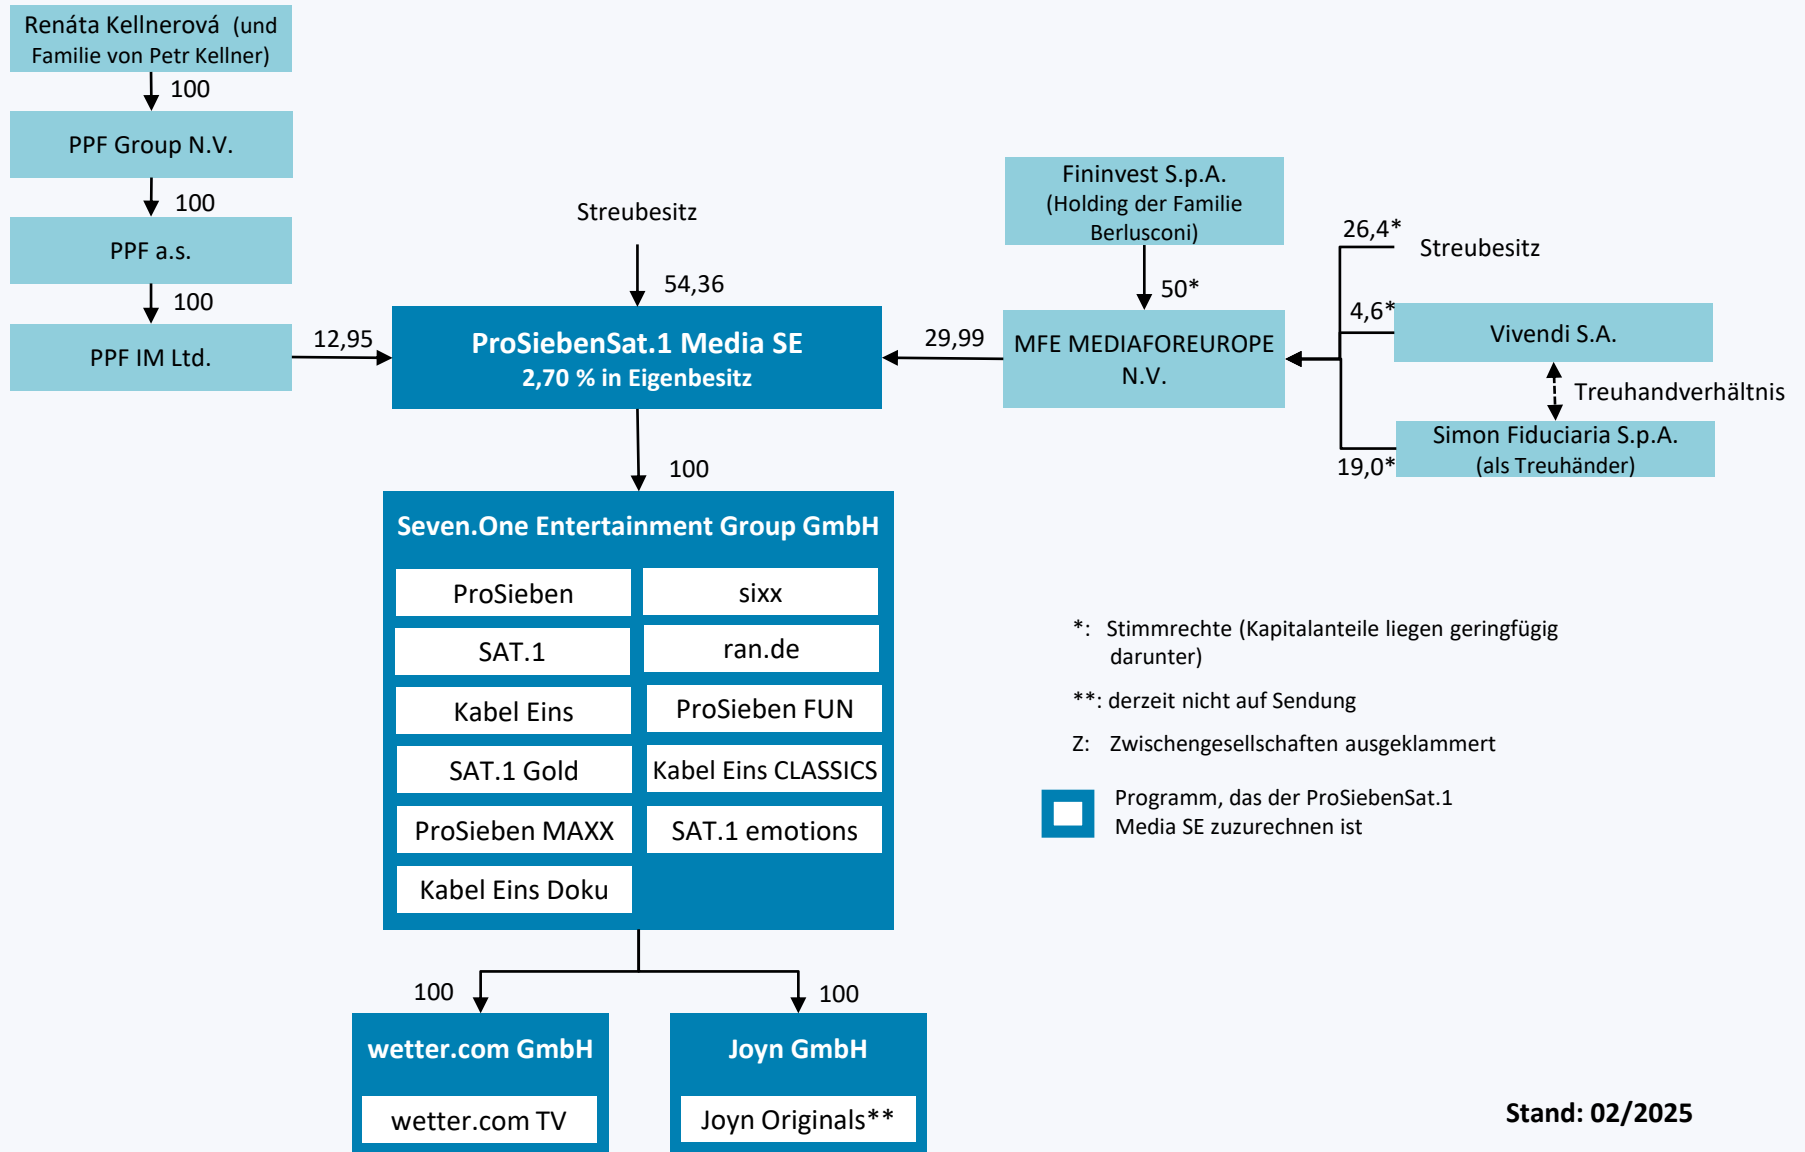 Renáta Kellnerová (und
Familie von Petr Kellner)
100
PPF Group N.V.
100
PPF a.s.
100
PPF IM Ltd.
12,95
Streubesitz
54,36
ProSiebenSat.1 Media SE
2,70 % in Eigenbesitz
29,99
Fininvest S.p.A.
(Holding der Familie
Berlusconi)
50*
MFE MEDIAFOREUROPE
N.V.
26,4*
Streubesitz
4,6*
Vivendi S.A.
Treuhandverhältnis
Simon Fiduciaria S.p.A.
(als Treuhänder)
19,0*
100
Seven.One Entertainment Group GmbH
ProSieben
sixx
SAT.1
ran.de
Kabel Eins
ProSieben FUN
SAT.1 Gold
Kabel Eins CLASSICS
ProSieben MAXX
SAT.1 emotions
Kabel Eins Doku
100
100
wetter.com GmbH
wetter.com TV
Joyn GmbH
Joyn Originals**
*: Stimmrechte (Kapitalanteile liegen geringfügig
darunter)
**: derzeit nicht auf Sendung
Z: Zwischengesellschaften ausgeklammert
Programm, das der ProSiebenSat.1
Media SE zuzurechnen ist
Stand: 02/2025